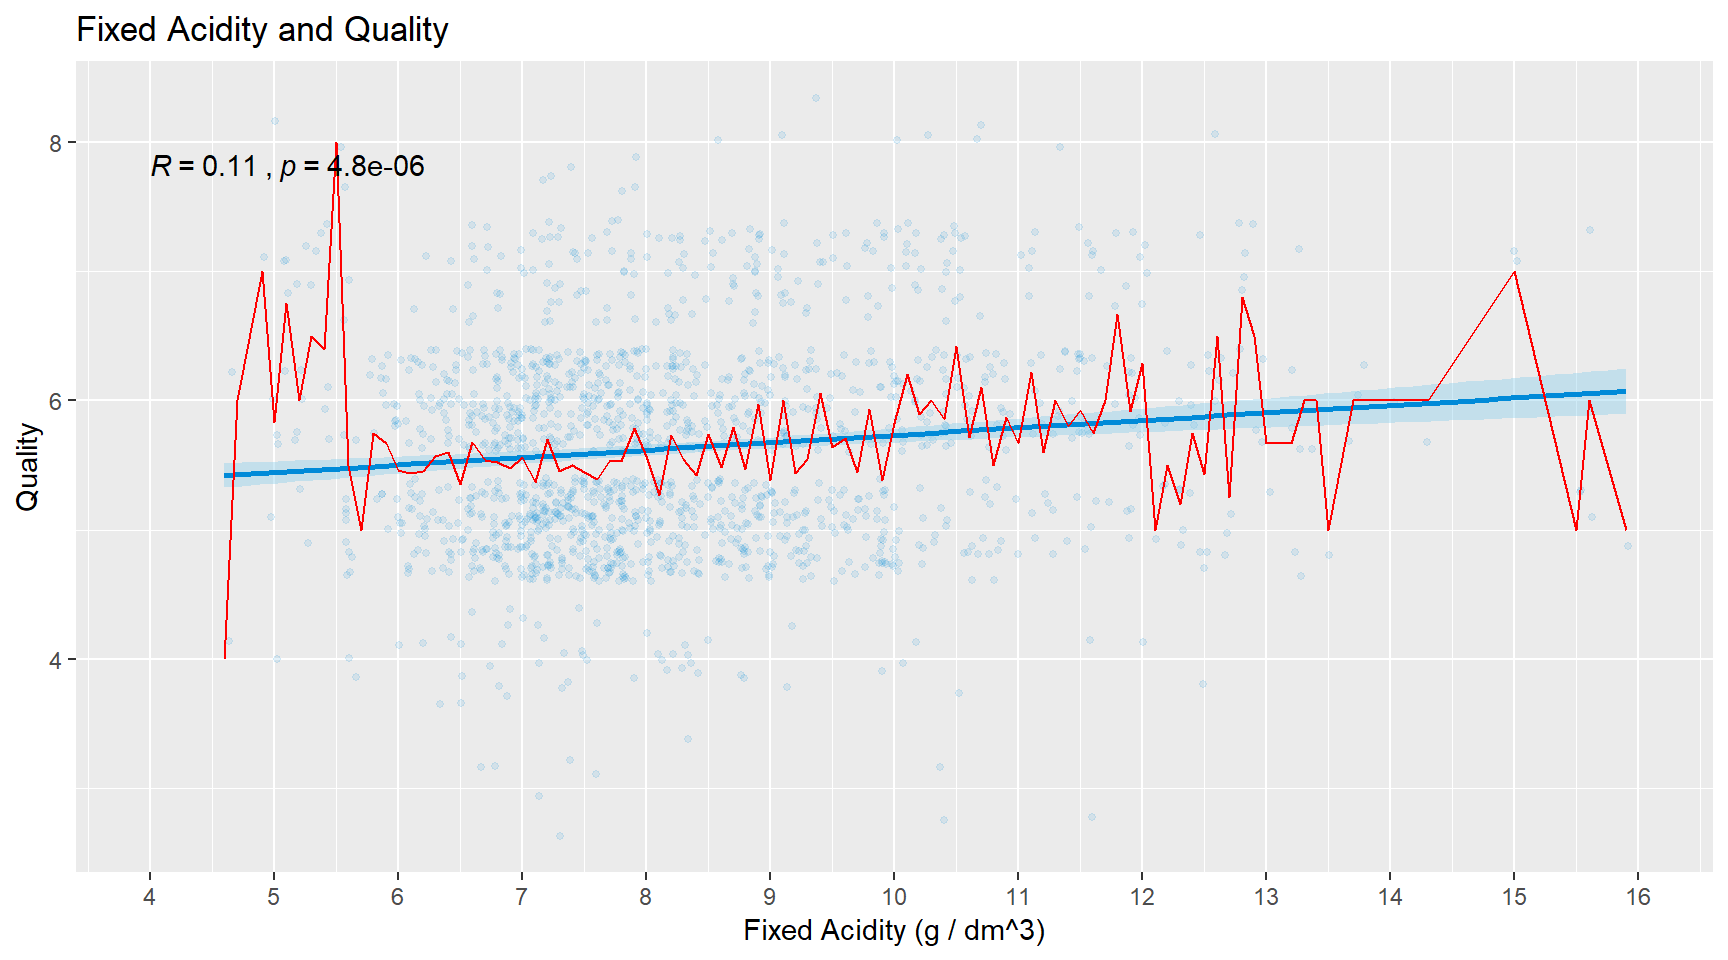 Fixed Acidity and Quality
R = 0.11 , p = 4.8e-06
8
6
4
Quality
4 5 6 7 8 9 10 11 12 13 14 15 16
Fixed Acidity (g / dm^3)